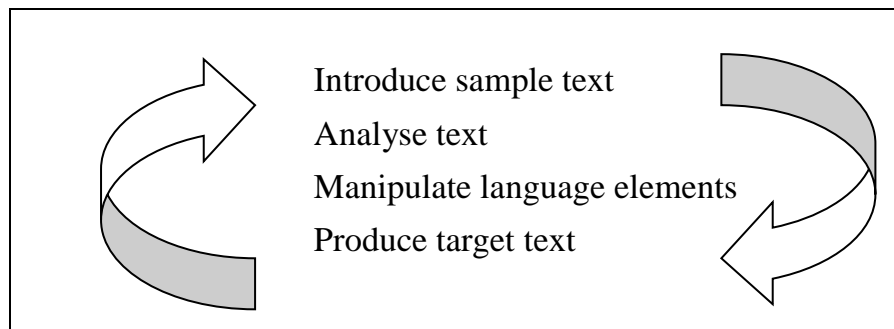 Introduce sample text
Analyse text
Manipulate language elements
Produce target text